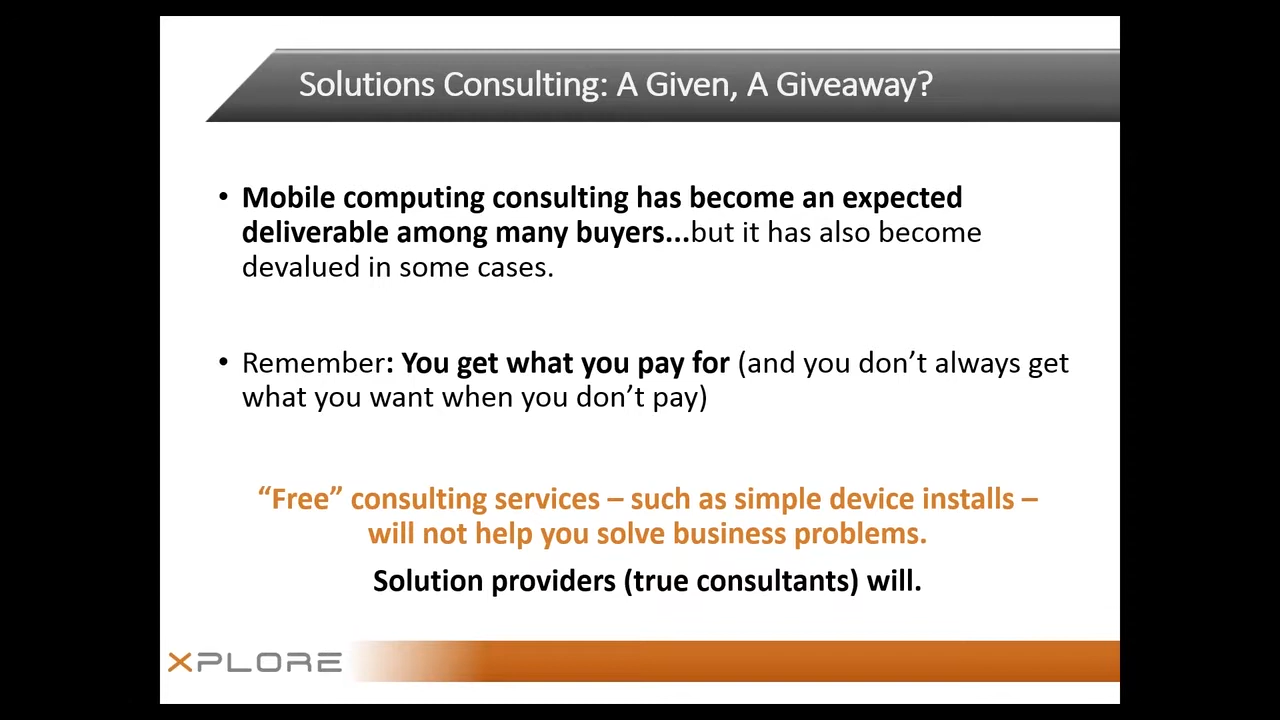 Solutions Consulting: A Given, A Giveaway?
• Mobile computing consulting has become an expected
deliverable among many buyers...but it has also become
devalued in some cases.
• Remember: You get what you pay for (and you don’t always get
what you want when you don’t pay)
“Free” consulting services – such as simple device installs –
will not help you solve business problems.
Solution providers (true consultants) will.
XPLORE